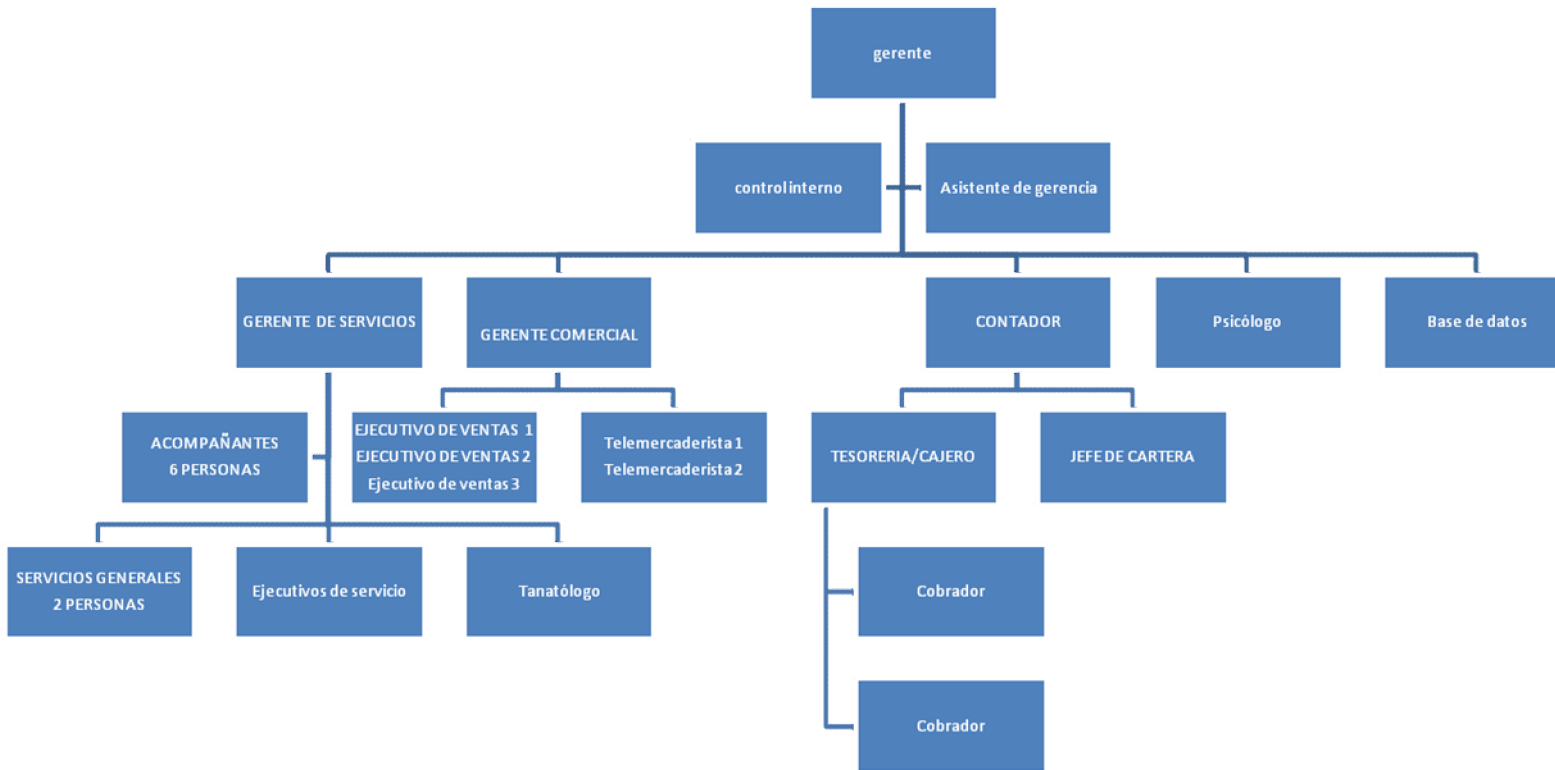 gerente
control interno
Asistente de gerencia
GERENTE DE SERVICIOS
GERENTE COMERCIAL
CONTADOR
Psicólogo
Base de datos
ACOMPAÑANTES
6 PERSONAS
EJECUTIVO DE VENTAS 1
EJECUTIVO DE VENTAS 2
Ejecutivo de ventas 3
Telemercaderista 1
Telemercaderista 2
TESORERIA/CAJERO
JEFE DE CARTERA
SERVICIOS GENERALES
2 PERSONAS
Ejecutivos de servicio
Tanatólogo
Cobrador
Cobrador